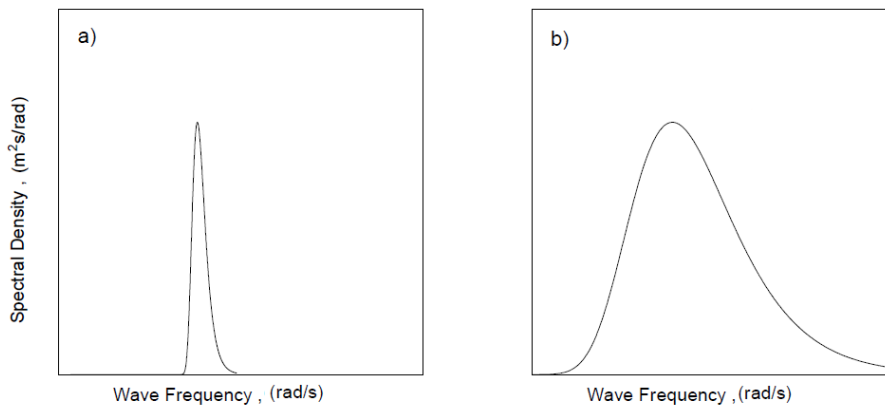 a)
b)
Spectral Density , (m²s/rad)
Wave Frequency , (rad/s)
Wave Frequency ,(rad/s)